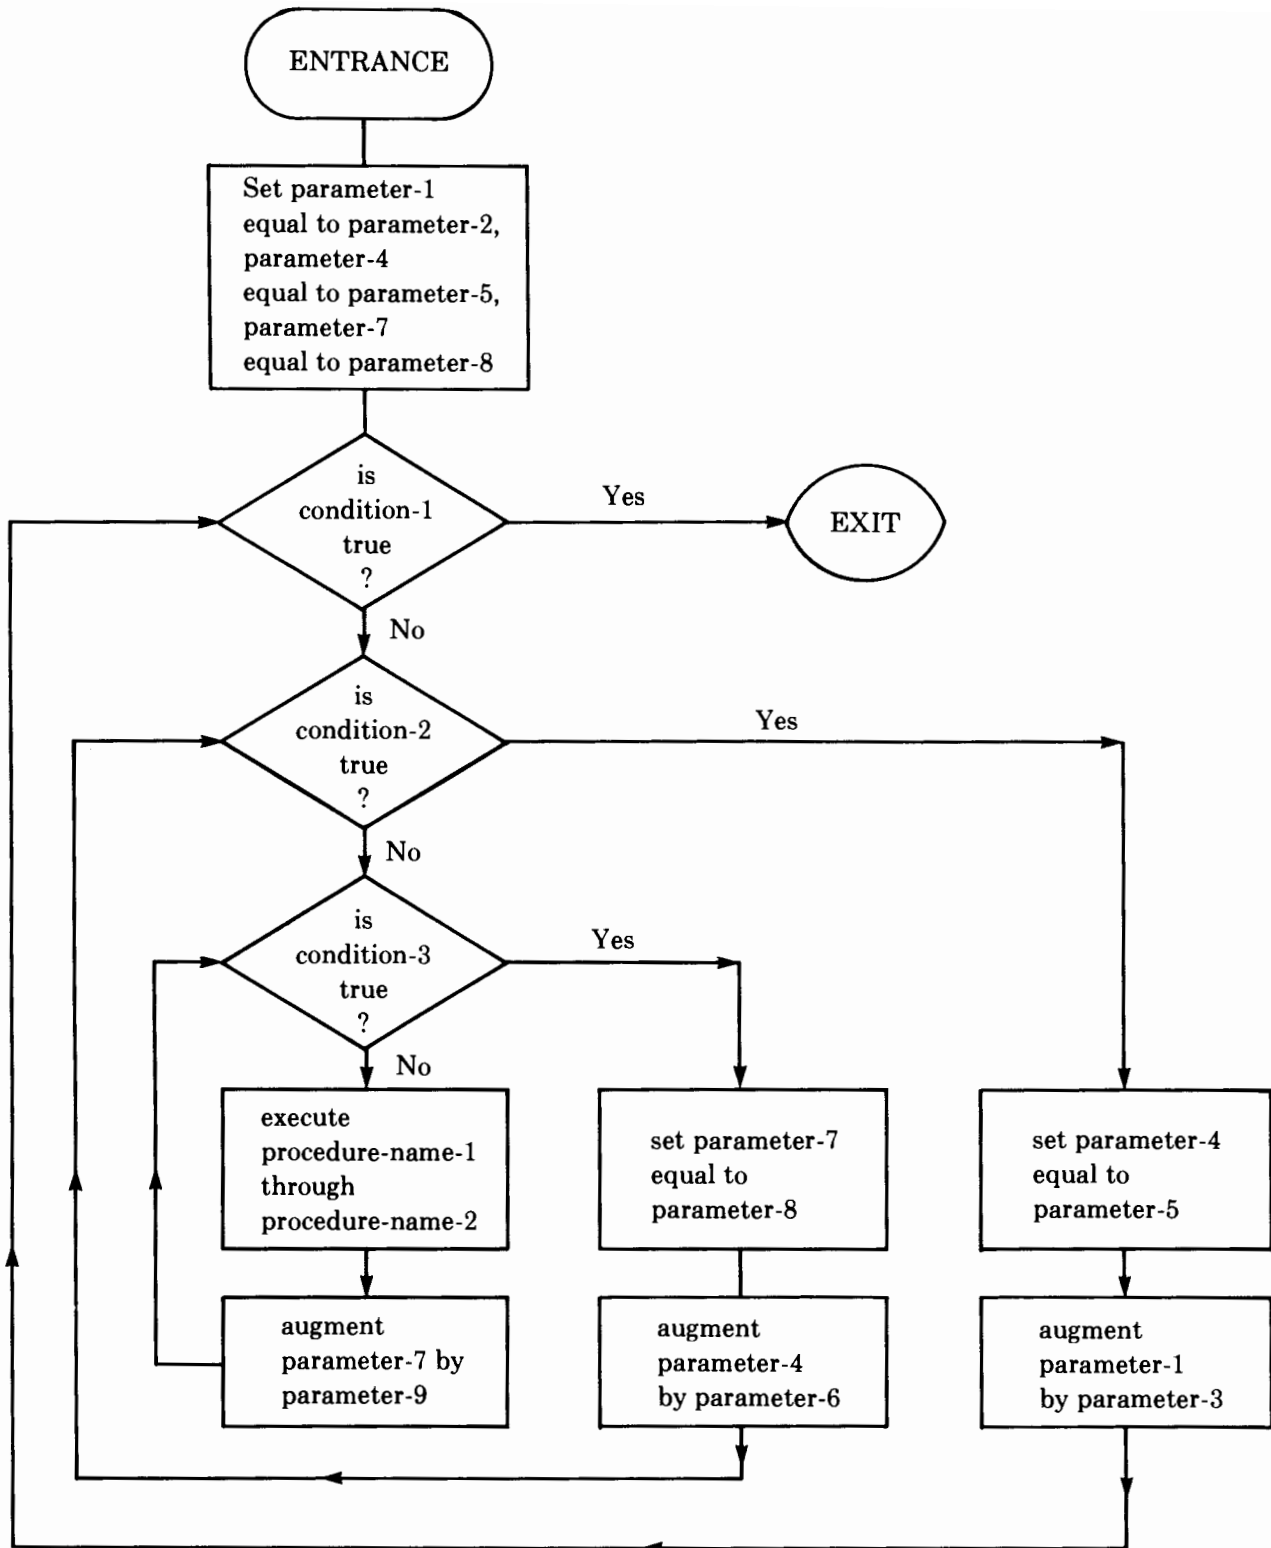 ENTRANCE
Set parameter-1
equal to parameter-2,
parameter-4
equal to parameter-5,
parameter-7
equal to parameter-8
is
condition-1
true
?
Yes
EXIT
No
is
condition-2
true
?
Yes
No
is
condition-3
true
?
Yes
No
execute
procedure-name-1
through
procedure-name-2
set parameter-7
equal to
parameter-8
set parameter-4
equal to
parameter-5
augment
parameter-7 by
parameter-9
augment
parameter-4
by parameter-6
augment
parameter-1
by parameter-3